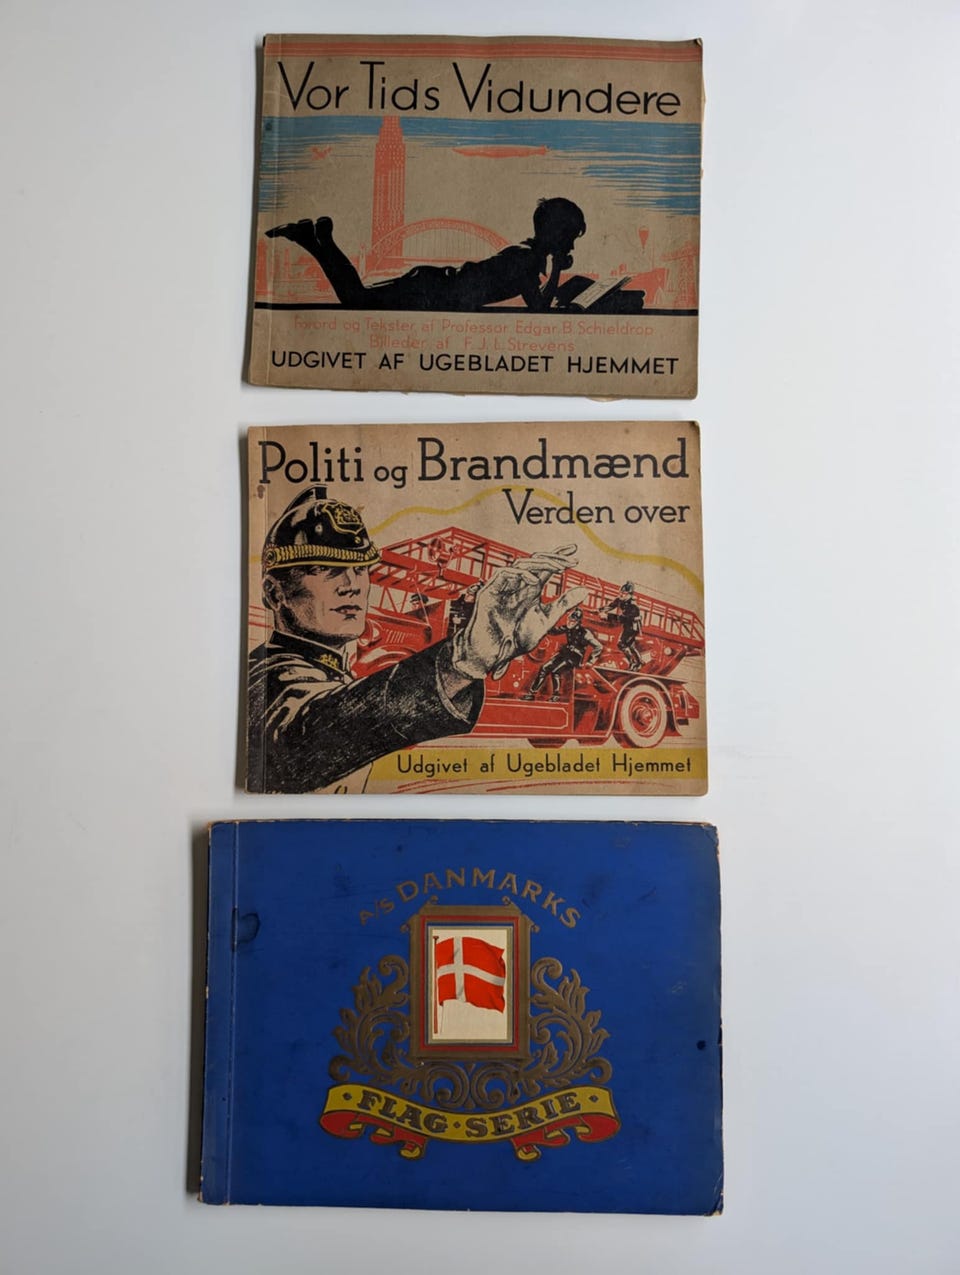 Vor Tids Vidundere
Forord og Tekster af Professor Edgar B. Schieldrop
Billeder af F. J. L. Strevens
UDGIVET AF UGEBLADET HJEMMET
Politi og Brandmænd
Verden over
Udgivet af Ugebladet Hjemmet
A/S DANMARKS
FLAG · SERIE